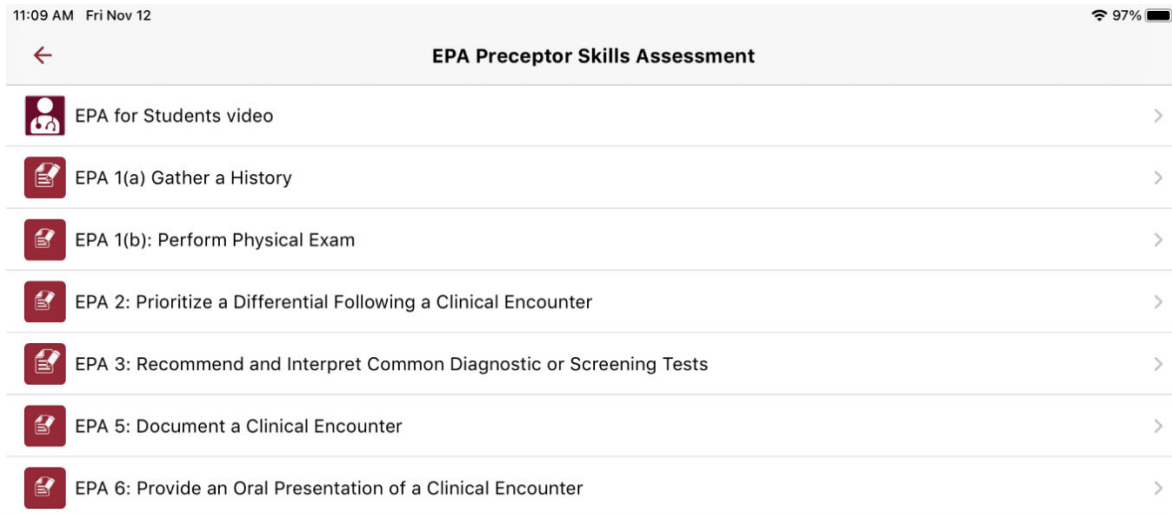 11:09 AM Fri Nov 12 97%
EPA Preceptor Skills Assessment
EPA for Students video
EPA 1(a) Gather a History
EPA 1(b): Perform Physical Exam
EPA 2: Prioritize a Differential Following a Clinical Encounter
EPA 3: Recommend and Interpret Common Diagnostic or Screening Tests
EPA 5: Document a Clinical Encounter
EPA 6: Provide an Oral Presentation of a Clinical Encounter